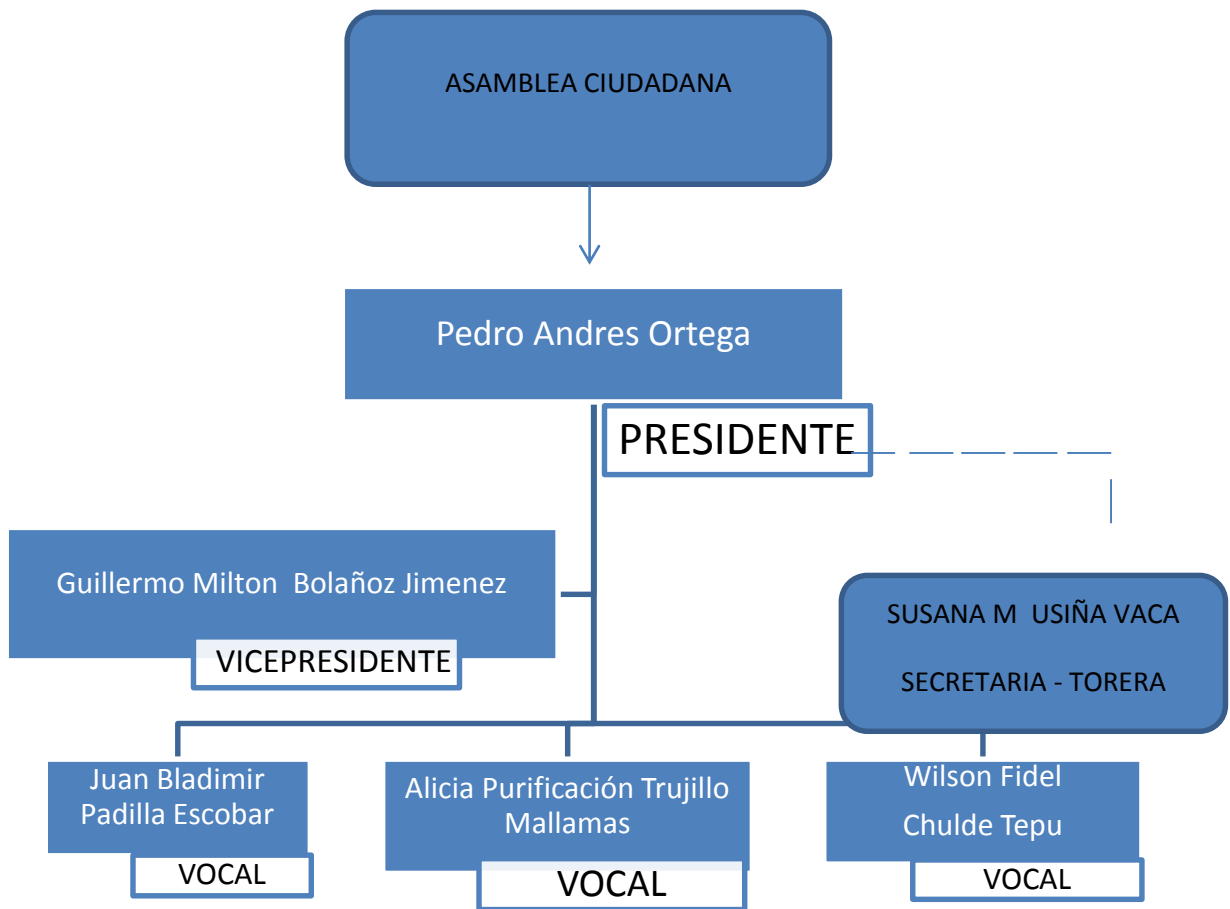 ASAMBLEA CIUDADANA
Pedro Andres Ortega
PRESIDENTE
Guillermo Milton Bolañoz Jimenez
VICEPRESIDENTE
SUSANA M USIÑA VACA
SECRETARIA - TORERA
Juan Bladimir
Padilla Escobar
VOCAL
Alicia Purificación Trujillo
Mallamas
VOCAL
Wilson Fidel
Chulde Tepu
VOCAL